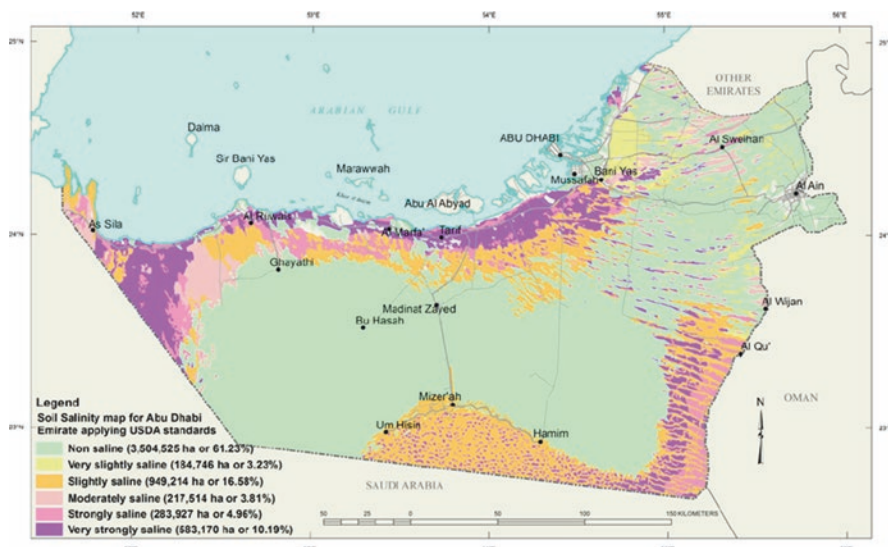 52°E 53°E 54°E 55°E 56°E
25°N 25°N
OTHER
EMIRATES
ARABIAN GULF
Dalma
ABU DHABI
Al Sweihan
Sir Bani Yas
Marawwah
Mussafah
Bani Yas
Al Ain
Abu Al Abyad
As Sila
Al Ruwais
Al Marfa'
Tarif
24°N 24°N
Ghayathi
Madinat Zayed
Al Wijan
Bu Hasah
Al Qu'
Mizer'ah
N
OMAN
Um Hisin
Hamim
23°N
SAUDI ARABIA
Legend
Soil Salinity map for Abu Dhabi
Emirate applying USDA standards
Non saline (3,504,525 ha or 61.23%)
Very slightly saline (184,746 ha or 3.23%)
Slightly saline (949,214 ha or 16.58%)
Moderately saline (217,514 ha or 3.81%)
Strongly saline (283,927 ha or 4.96%)
Very strongly saline (583,170 ha or 10.19%)
50 25 0 50 100 150 KILOMETERS